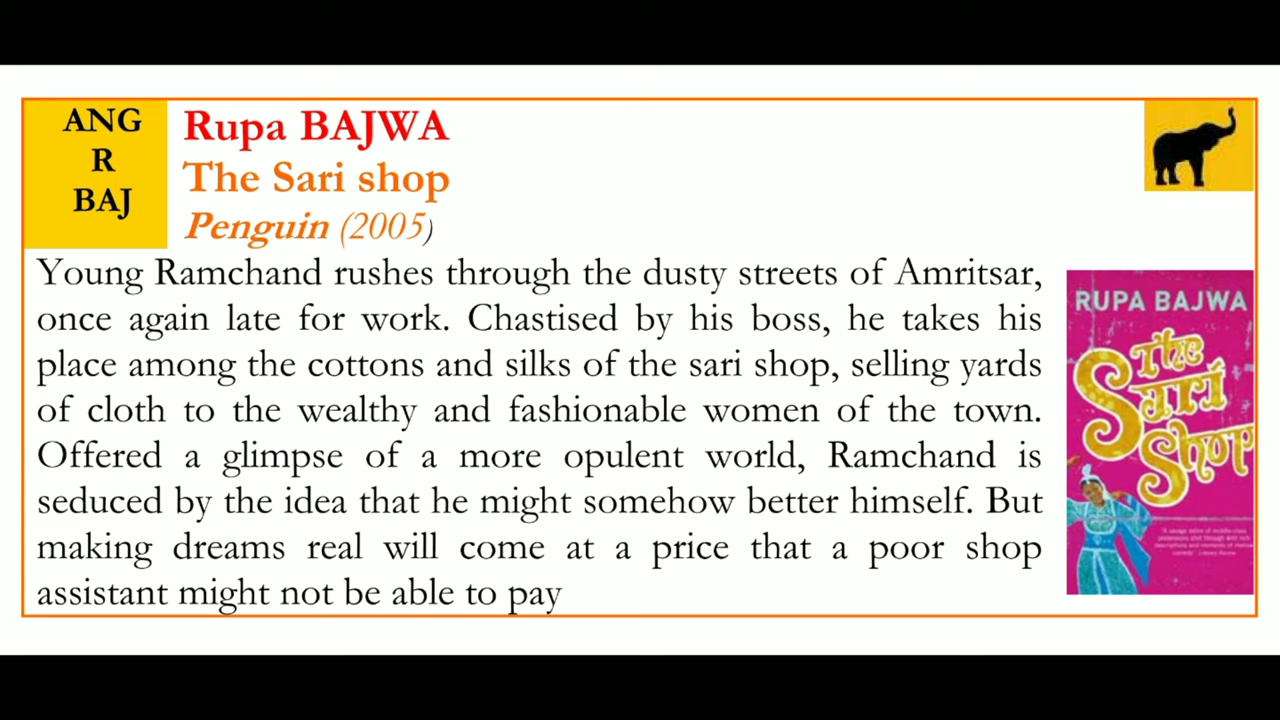 ANG
R
BAJ
Rupa BAJWA
The Sari shop
Penguin (2005)
Young Ramchand rushes through the dusty streets of Amritsar,
once again late for work. Chastised by his boss, he takes his
place among the cottons and silks of the sari shop, selling yards
of cloth to the wealthy and fashionable women of the town.
Offered a glimpse of a more opulent world, Ramchand is
seduced by the idea that he might somehow better himself. But
making dreams real will come at a price that a poor shop
assistant might not be able to pay
RUPA BAJWA
The
Sari
Shop